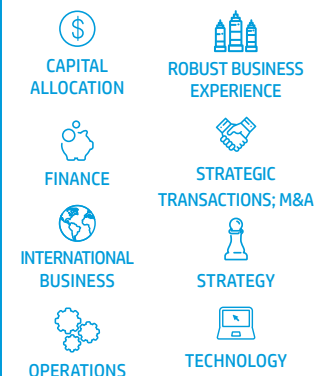 $
CAPITAL
ALLOCATION
ROBUST BUSINESS
EXPERIENCE
FINANCE
STRATEGIC
TRANSACTIONS; M&A
INTERNATIONAL
BUSINESS
STRATEGY
OPERATIONS
TECHNOLOGY